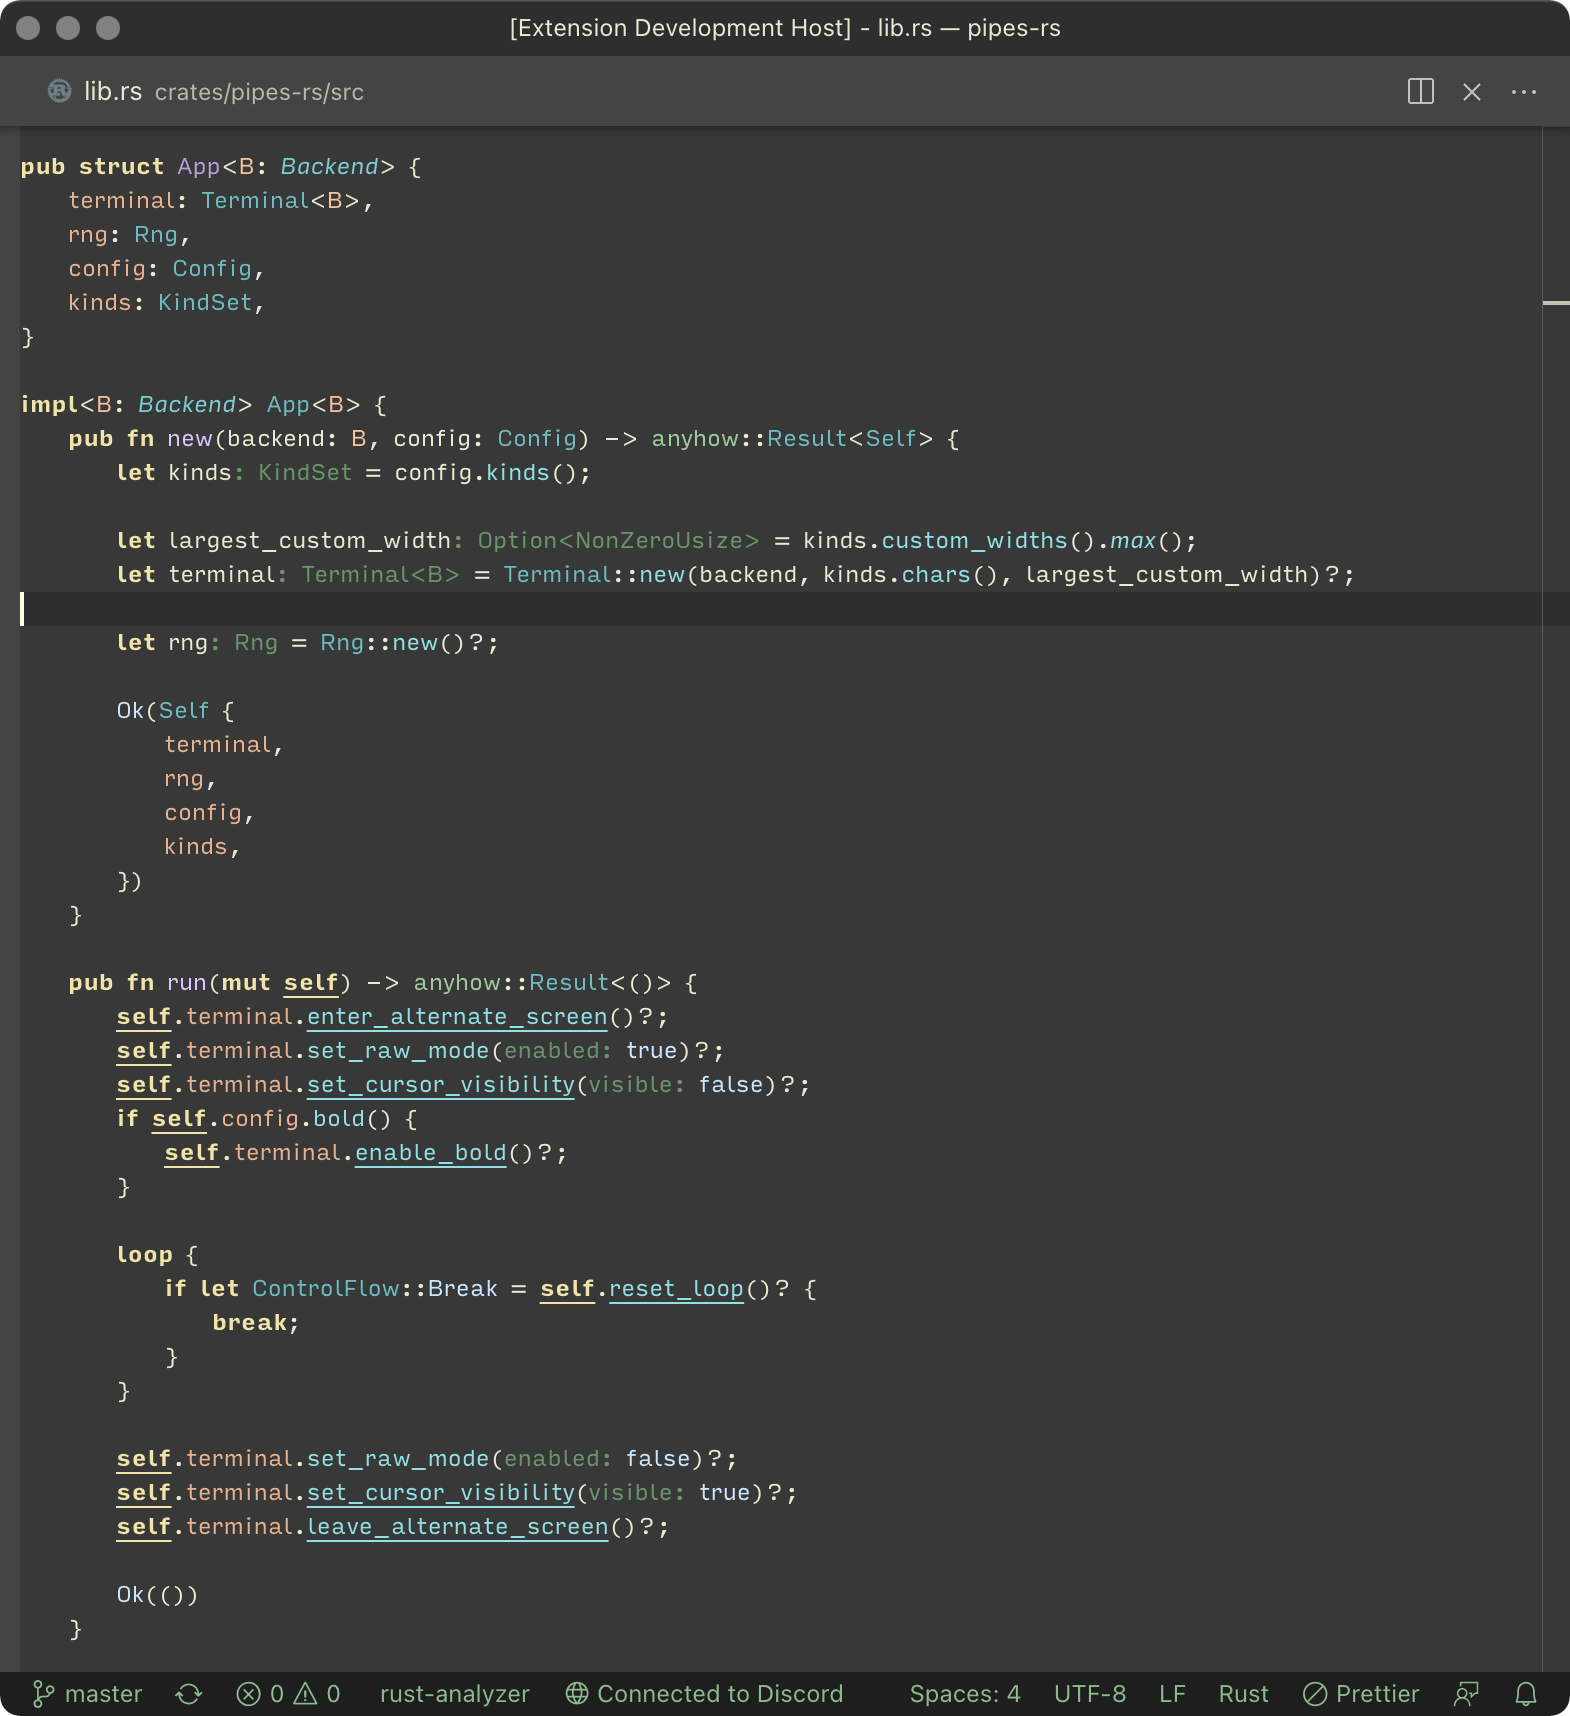 [Extension Development Host] - lib.rs — pipes-rs
lib.rs crates/pipes-rs/src
pub struct App<B: Backend> {
    terminal: Terminal<B>,
    rng: Rng,
    config: Config,
    kinds: KindSet,
}

impl<B: Backend> App<B> {
    pub fn new(backend: B, config: Config) -> anyhow::Result<Self> {
        let kinds: KindSet = config.kinds();

        let largest_custom_width: Option<NonZeroUsize> = kinds.custom_widths().max();
        let terminal: Terminal<B> = Terminal::new(backend, kinds.chars(), largest_custom_width)?;

        let rng: Rng = Rng::new()?;

        Ok(Self {
            terminal,
            rng,
            config,
            kinds,
        })
    }

    pub fn run(mut self) -> anyhow::Result<()> {
        self.terminal.enter_alternate_screen()?;
        self.terminal.set_raw_mode(enabled: true)?;
        self.terminal.set_cursor_visibility(visible: false)?;
        if self.config.bold() {
            self.terminal.enable_bold()?;
        }

        loop {
            if let ControlFlow::Break = self.reset_loop()? {
                break;
            }
        }

        self.terminal.set_raw_mode(enabled: false)?;
        self.terminal.set_cursor_visibility(visible: true)?;
        self.terminal.leave_alternate_screen()?;

        Ok(())
    }
master 0 0 rust-analyzer Connected to Discord Spaces: 4 UTF-8 LF Rust Prettier